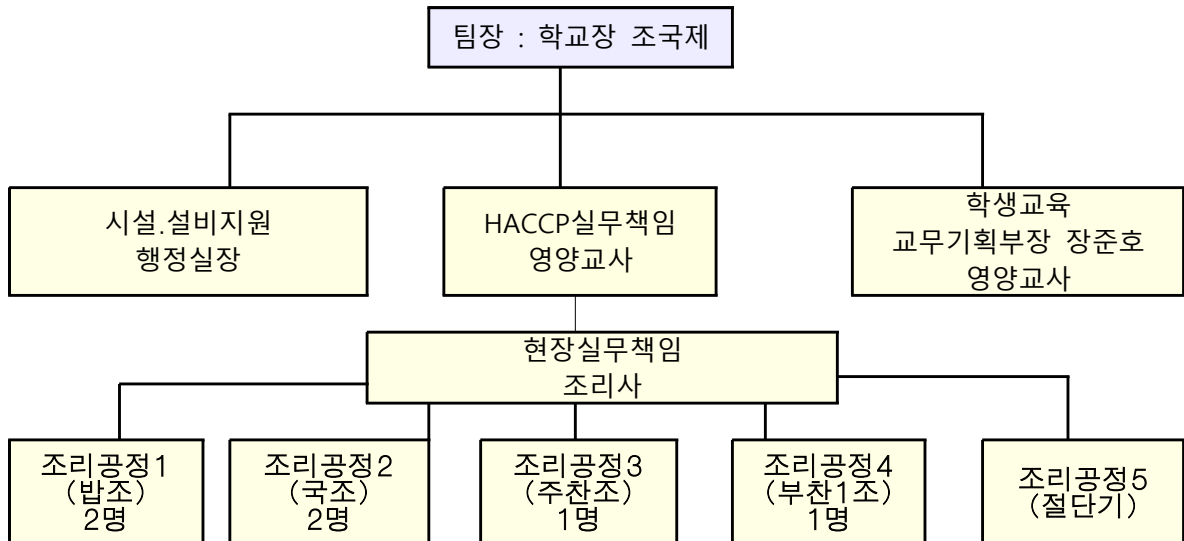 팀장 : 학교장 조국제
시설.설비지원
행정실장
HACCP실무책임
영양교사
학생교육
교무기획부장 장준호
영양교사
현장실무책임
조리사
조리공정1
(밥조)
2명
조리공정2
(국조)
2명
조리공정3
(주찬조)
1명
조리공정4
(부찬1조)
1명
조리공정5
(절단기)